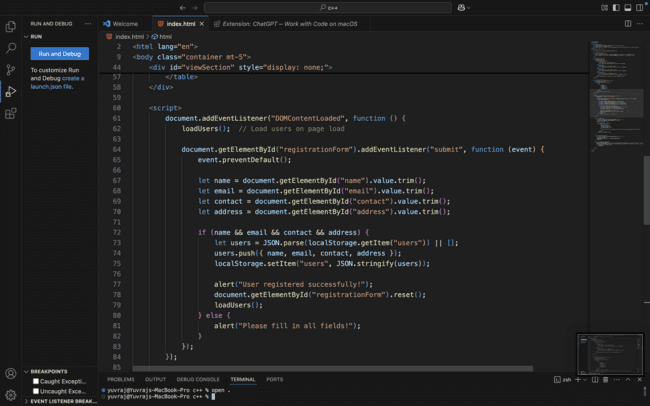 c++
RUN AND DEBUG
Welcome
index.html
Extension: ChatGPT — Work with Code on macOS
RUN
Run and Debug
To customize Run
and Debug create a
launch.json file.
index.html > html
2 <html lang="en">
9 <body class="container mt-5">
44 <div id="viewSection" style="display: none;">
57 </table>
58 </div>
59
60 <script>
61 document.addEventListener("DOMContentLoaded", function () {
62 loadUsers(); // Load users on page load
63
64 document.getElementById("registrationForm").addEventListener("submit", function (event) {
65 event.preventDefault();
66
67 let name = document.getElementById("name").value.trim();
68 let email = document.getElementById("email").value.trim();
69 let contact = document.getElementById("contact").value.trim();
70 let address = document.getElementById("address").value.trim();
71
72 if (name && email && contact && address) {
73 let users = JSON.parse(localStorage.getItem("users")) || [];
74 users.push({ name, email, contact, address });
75 localStorage.setItem("users", JSON.stringify(users));
76
77 alert("User registered successfully!");
78 document.getElementById("registrationForm").reset();
79 loadUsers();
80 } else {
81 alert("Please fill in all fields!");
82 }
83 });
84 });
85
BREAKPOINTS
Caught Excepti...
Uncaught Exce...
EVENT LISTENER BREAK...
PROBLEMS OUTPUT DEBUG CONSOLE TERMINAL PORTS
zsh
yuvraj@Yuvrajs-MacBook-Pro c++ % open .
yuvraj@Yuvrajs-MacBook-Pro c++ %